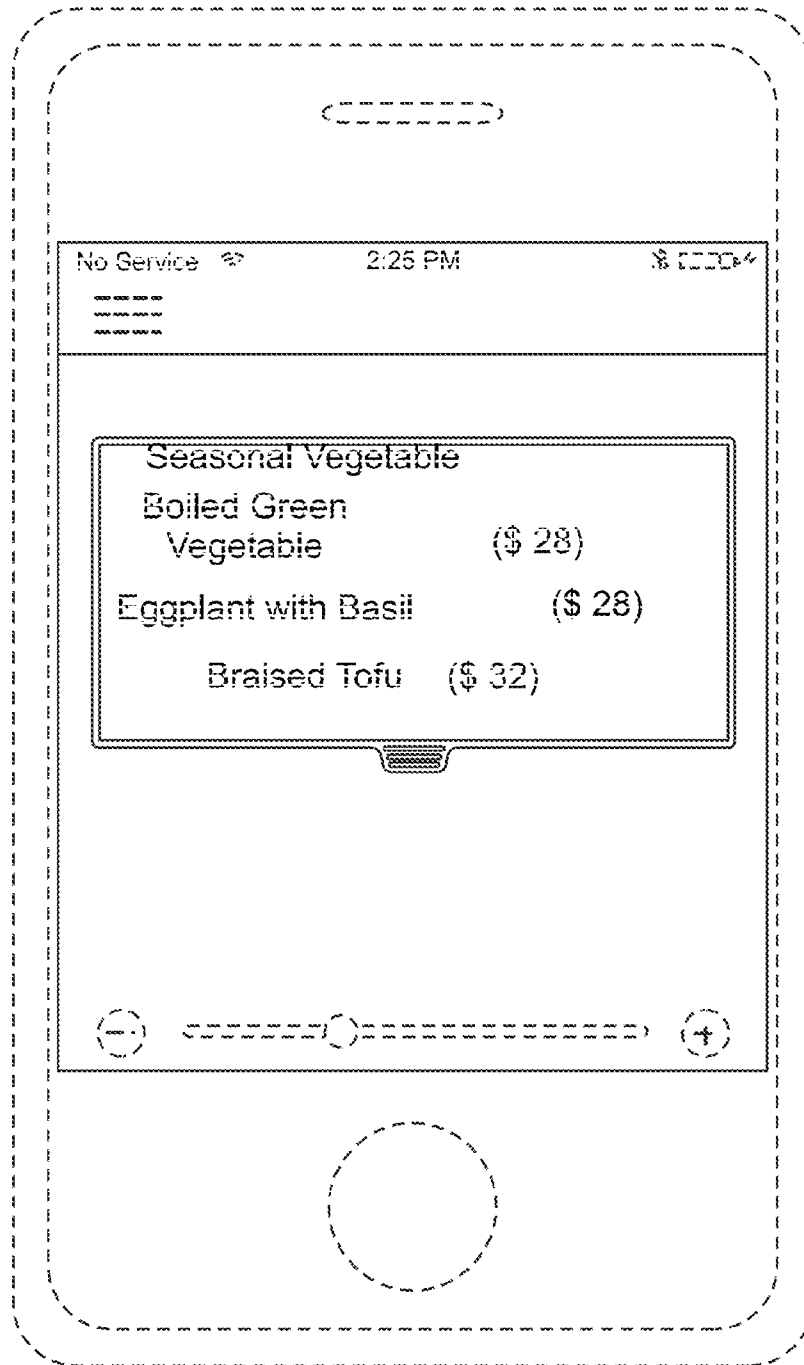 No Service 2:25 PM
Seasonal Vegetable
Boiled Green
Vegetable ($ 28)
Eggplant with Basil ($ 28)
Braised Tofu ($ 32)